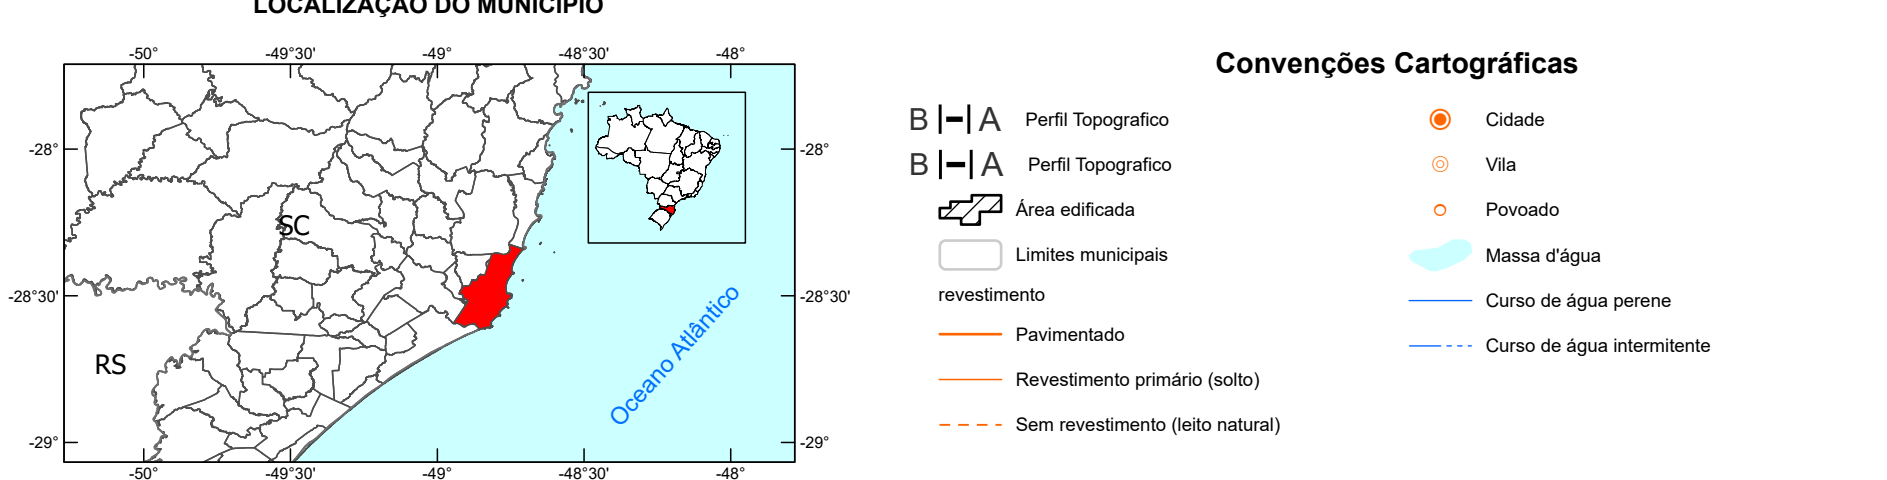 LOCALIZAÇÃO DO MUNICÍPIO
-50° -49°30' -49° -48°30' -48°
-28° -28°
SC
-28°30' -28°30'
Oceano Atlântico
RS
-29° -29°
-50° -49°30' -49° -48°30' -48°
Convenções Cartográficas
B A Perfil Topografico
B A Perfil Topografico
Área edificada
Limites municipais
revestimento
Pavimentado
Revestimento primário (solto)
Sem revestimento (leito natural)
Cidade
Vila
Povoado
Massa d'água
Curso de água perene
Curso de água intermitente